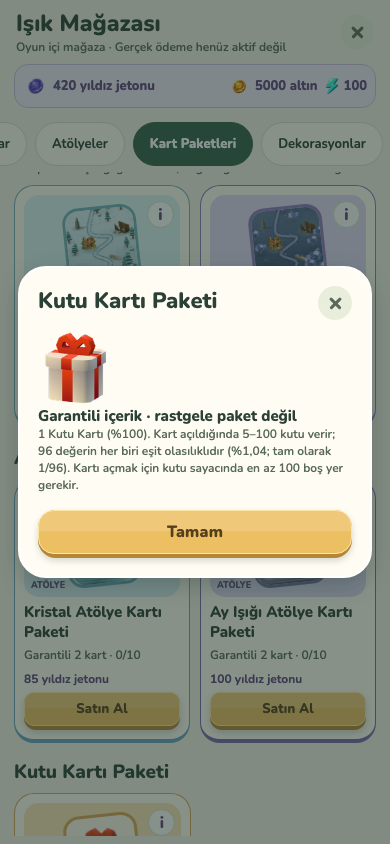 Işık Mağazası
Oyun içi mağaza · Gerçek ödeme henüz aktif değil
420 yıldız jetonu
5000 altın
100
ar
Atölyeler
Kart Paketleri
Dekorasyonlar
i
i
Kutu Kartı Paketi
Garantili içerik · rastgele paket değil
1 Kutu Kartı (%100). Kart açıldığında 5–100 kutu verir;
96 değerin her biri eşit olasılıklıdır (%1,04; tam olarak
1/96). Kartı açmak için kutu sayacında en az 100 boş yer
gerekir.
Tamam
ATÖLYE
ATÖLYE
Kristal Atölye Kartı
Paketi
Garantili 2 kart · 0/10
85 yıldız jetonu
Satın Al
Ay Işığı Atölye Kartı
Paketi
Garantili 2 kart · 0/10
100 yıldız jetonu
Satın Al
Kutu Kartı Paketi
i